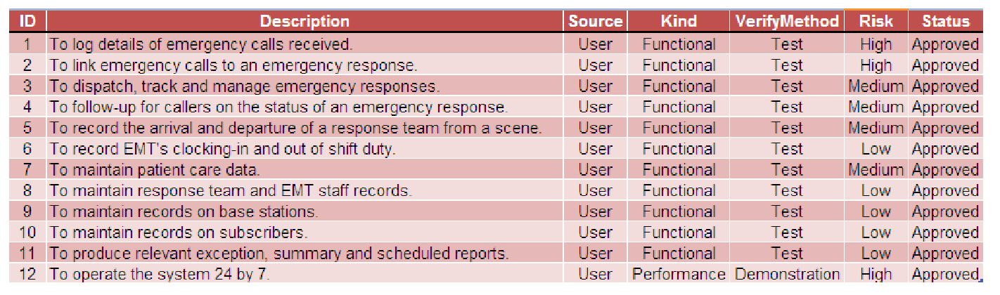 ID Description Source Kind VerifyMethod Risk Status
1 To log details of emergency calls received. User Functional Test High Approved
2 To link emergency calls to an emergency response. User Functional Test High Approved
3 To dispatch, track and manage emergency responses. User Functional Test Medium Approved
4 To follow-up for callers on the status of an emergency response. User Functional Test Medium Approved
5 To record the arrival and departure of a response team from a scene. User Functional Test Medium Approved
6 To record EMT's clocking-in and out of shift duty. User Functional Test Low Approved
7 To maintain patient care data. User Functional Test Medium Approved
8 To maintain response team and EMT staff records. User Functional Test Low Approved
9 To maintain records on base stations. User Functional Test Low Approved
10 To maintain records on subscribers. User Functional Test Low Approved
11 To produce relevant exception, summary and scheduled reports. User Functional Test Low Approved
12 To operate the system 24 by 7. User Performance Demonstration High Approved